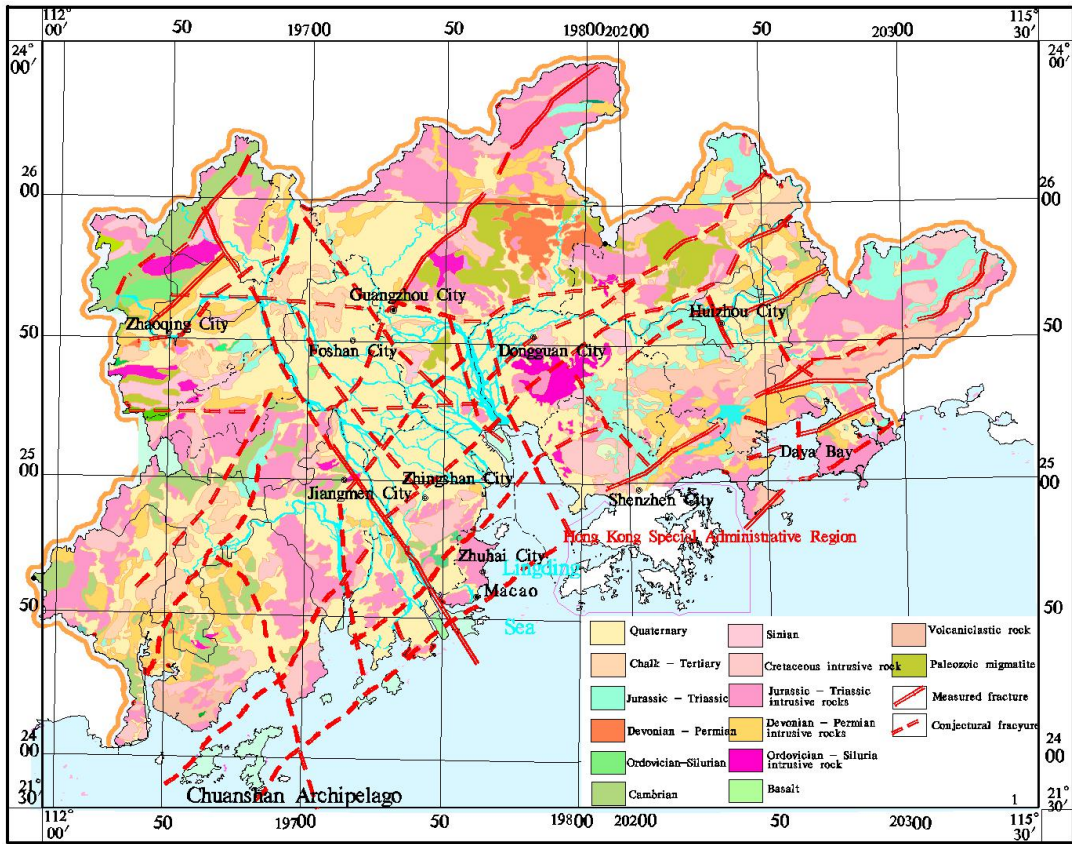 112°
00′
50
19700
50
19800
20200
50
20300
115°
30′
24°
00′
24°
00′
26
00
26
00
Guangzhou City
Huizhou City
Zhaoqing City
50
50
Foshan City
Dongguan City
Daya Bay
25
00
25
00
Zhingshan City
Jiangmen City
Shenzhen City
Hong Kong Special Administrative Region
Zhuhai City
Lingding
Macao
50
50
Sea
Quaternary
Sinian
Volcaniclastic rock
Chalk - Tertiary
Cretaceous intrusive rock
Paleozoic migmatite
Jurassic - Triassic
Jurassic - Triassic
intrusive rocks
Measured fracture
Devonian - Permian
Devonian - Permian
intrusive rocks
Conjectural fracyure
Ordovician-Silurian
Ordovician - Siluria
intrusive rock
Cambrian
Basalt
24
00
24
00
21°
30′
21°
30′
Chuanshan Archipelago
1
112°
00′
50
19700
50
19800
20200
50
20300
115°
30′